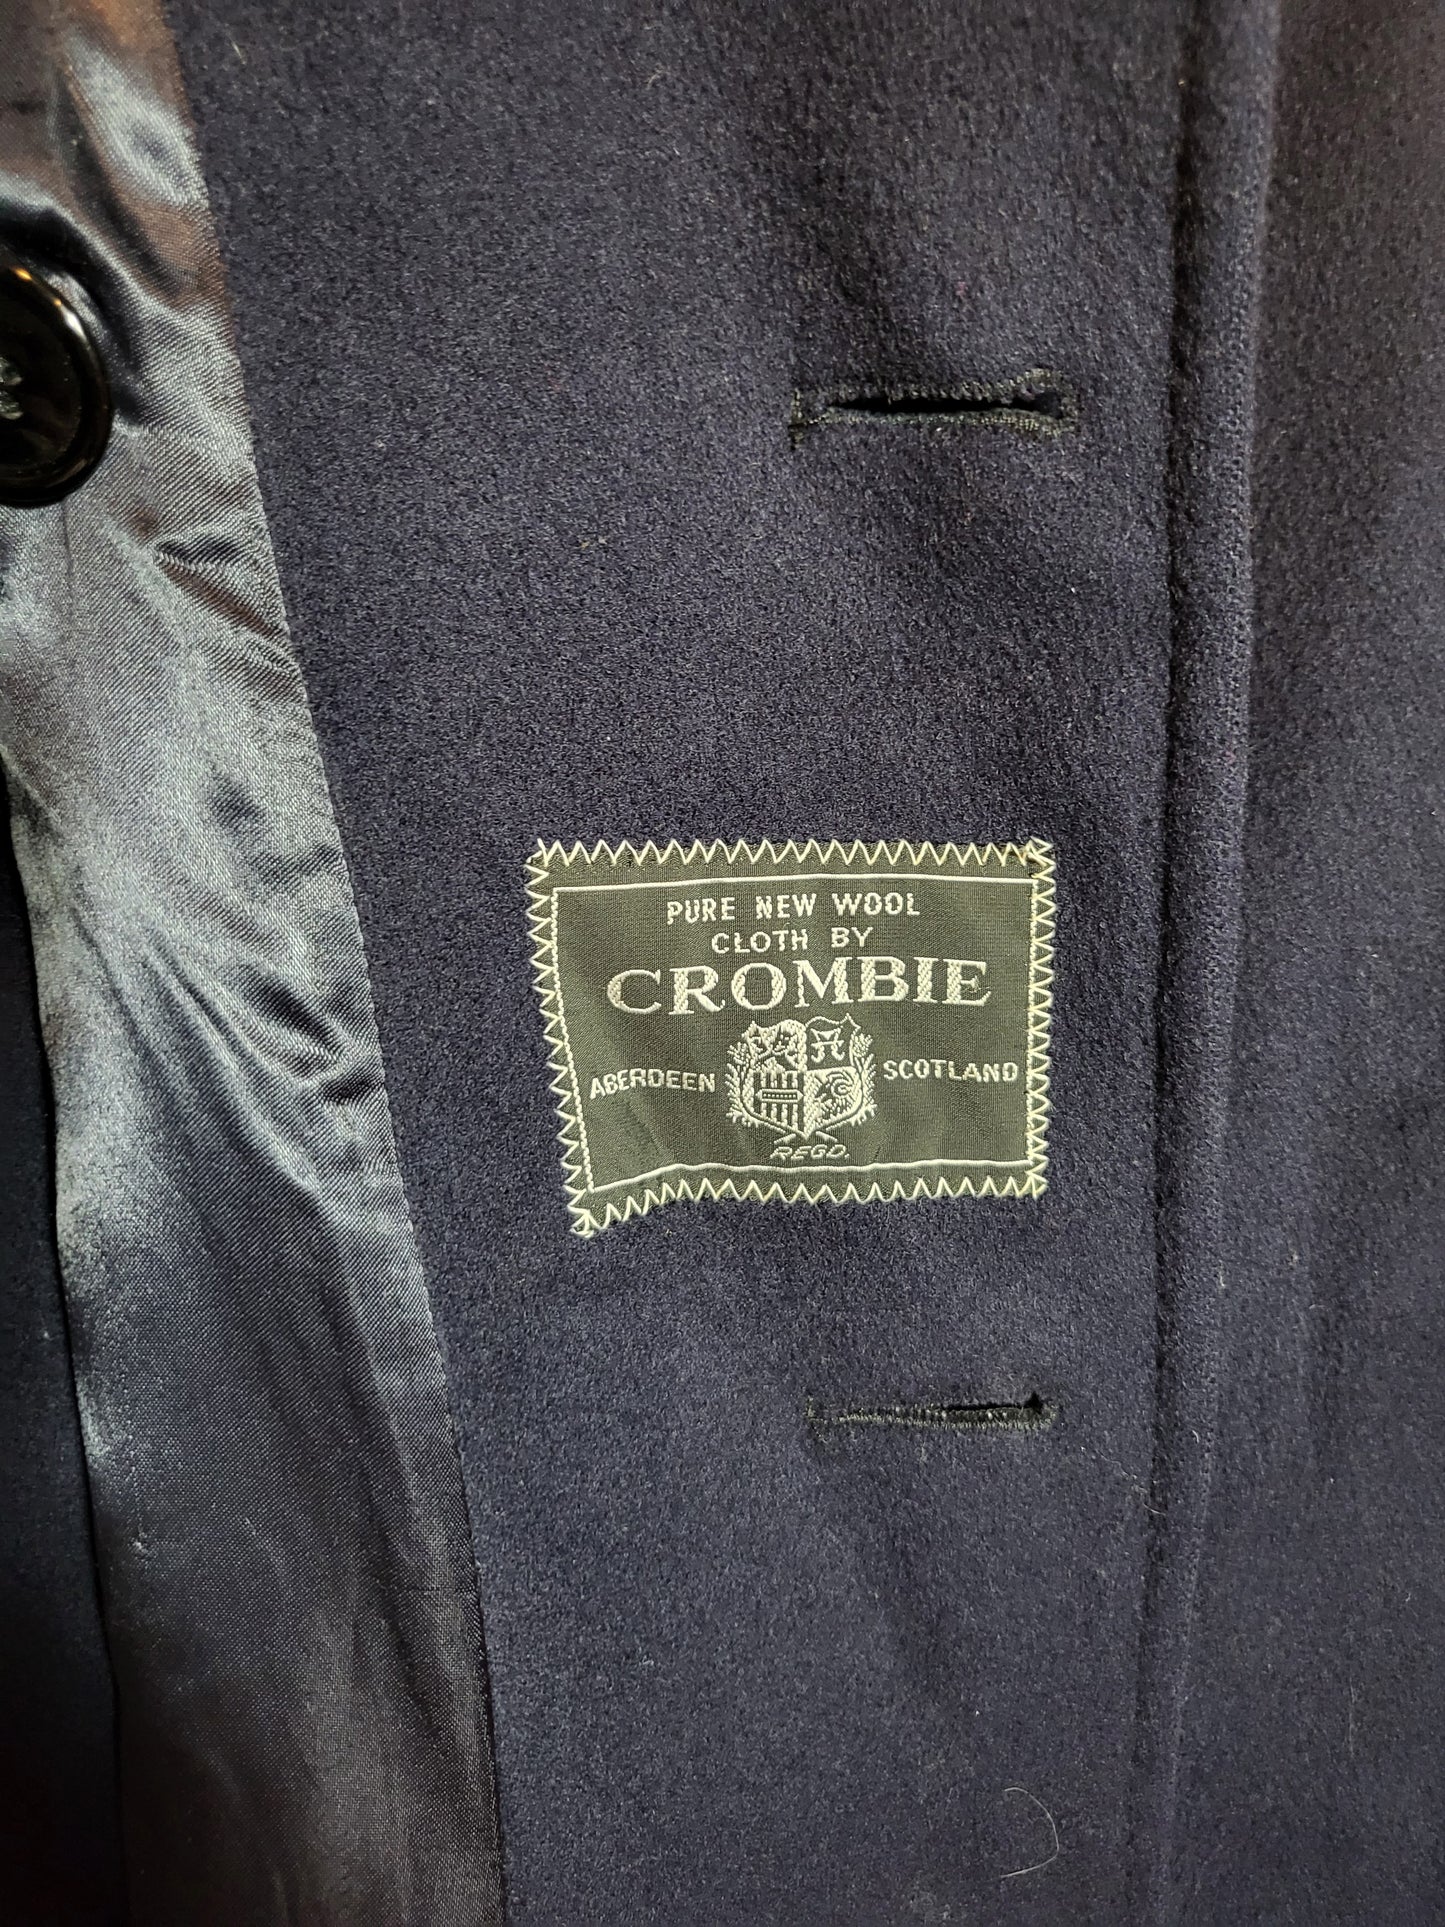 PURE NEW WOOL
CLOTH BY
CROMBIE
ABERDEEN SCOTLAND
REGD.